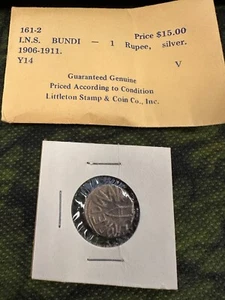 161-2 Price $15.00
I.N.S. BUNDI — 1 Rupee, silver.
1906-1911.
Y14 V
Guaranteed Genuine
Priced According to Condition
Littleton Stamp & Coin Co., Inc.